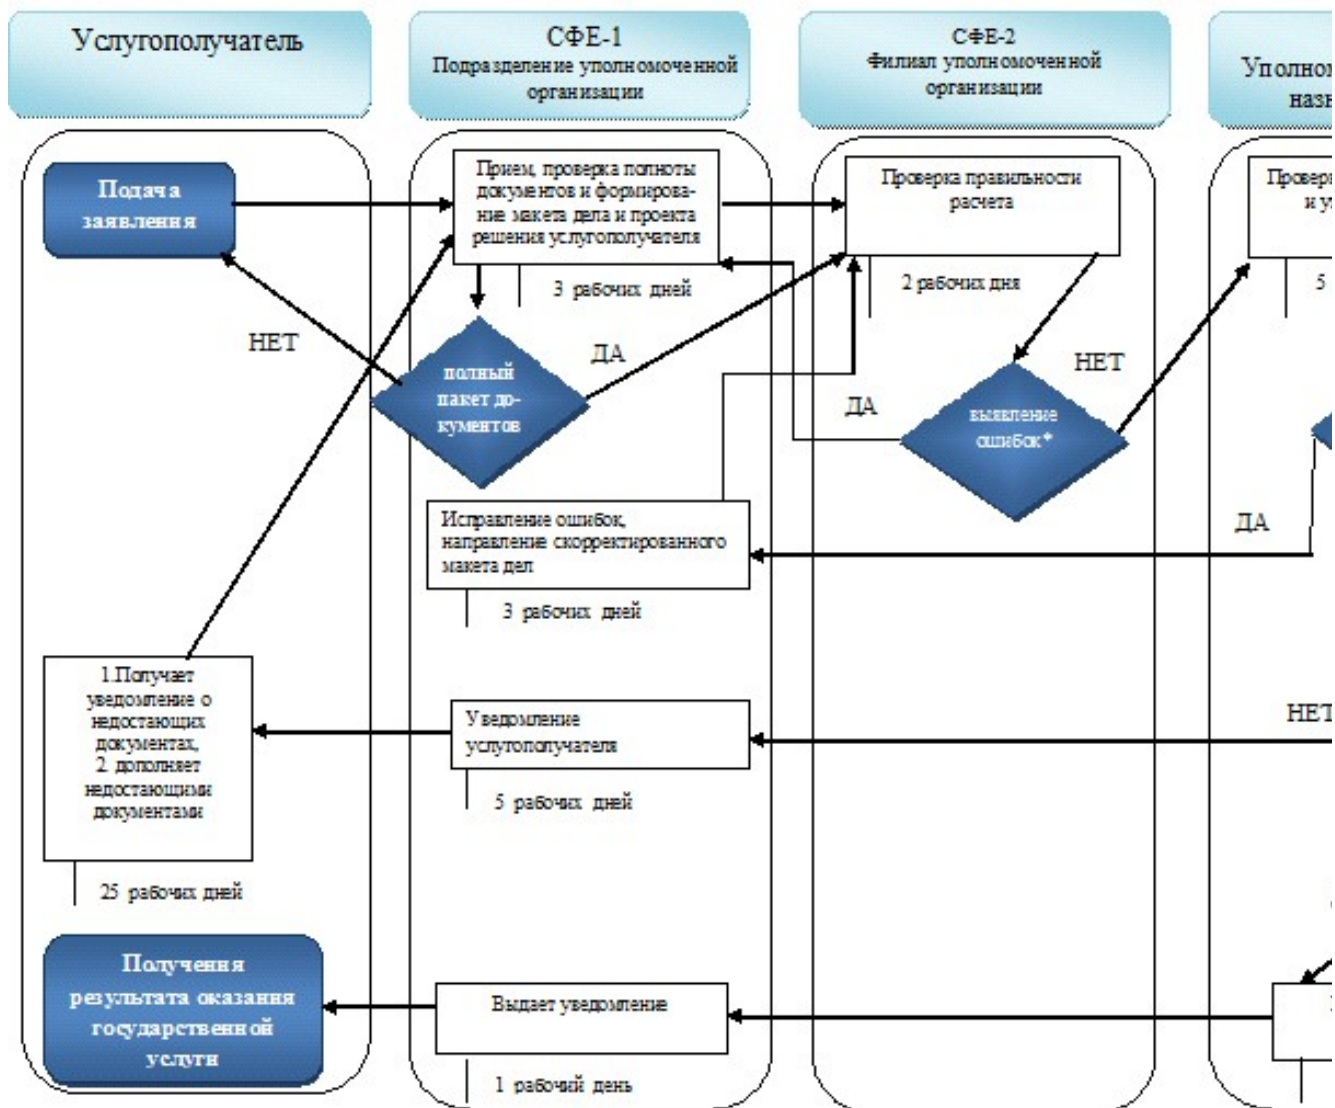 Услугополучатель
СФЕ-1
Подразделение уполномоченной
организации
СФЕ-2
Филиал уполномоченной
организации
Подача
заявления
Прием, проверка полноты
документов и формирова-
ние макета дела и проекта
решения услугополучателя
3 рабочих дней
Проверка правильности
расчета
2 рабочих дня
5
НЕТ
полный
пакет до-
кументов
ДА
ДА
выявление
ошибок*
НЕТ
Исправление ошибок,
направление скорректированного
макета дел
3 рабочих дней
ДА
1.Получает
уведомление о
недостающих
документах,
2. дополняет
недостающими
документами
25 рабочих дней
Уведомление
услугополучателя
5 рабочих дней
НЕТ
Получения
результата оказания
государственной
услуги
Выдает уведомление
1 рабочий день